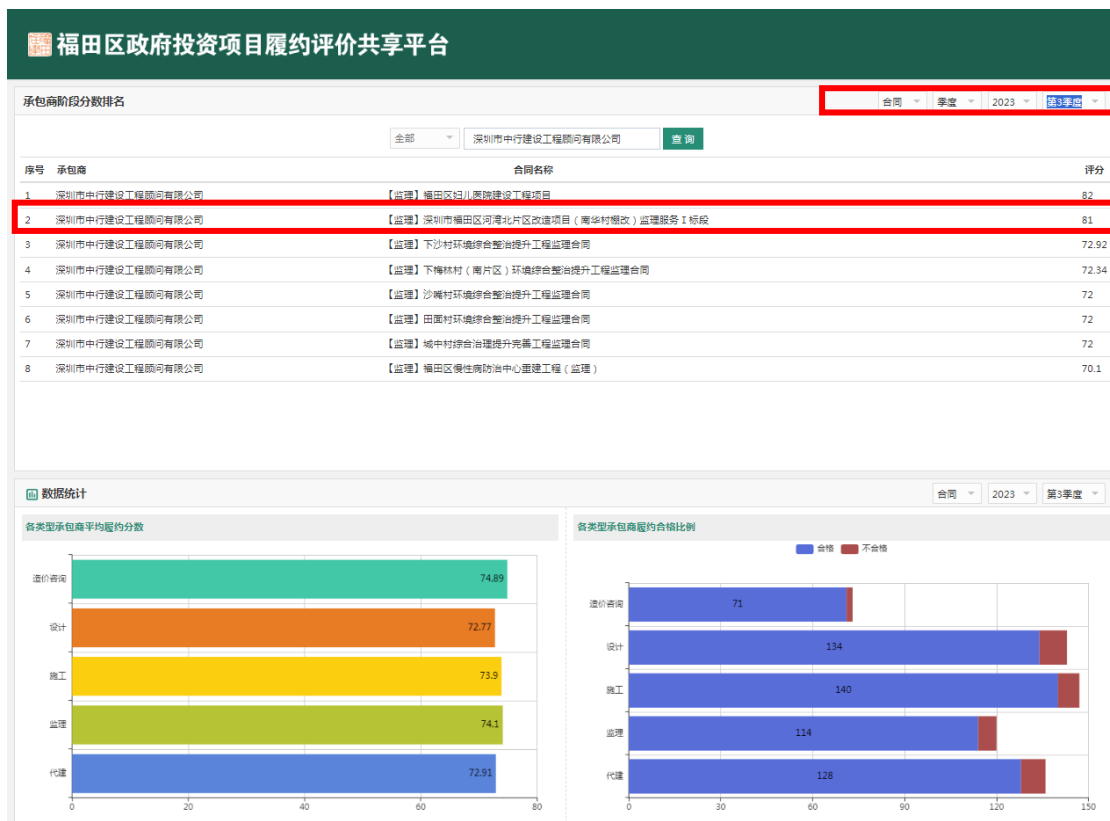 福田区政府投资项目履约评价共享平台
承包商阶段分数排名 合同 季度 2023 第3季度
全部 深圳市中行建设工程顾问有限公司 查 询
序号 承包商 合同名称 评分
1 深圳市中行建设工程顾问有限公司 【监理】福田区妇儿医院建设工程项目 82
2 深圳市中行建设工程顾问有限公司 【监理】深圳市福田区河湾北片区改造项目（南华村棚改）监理服务 I 标段 81
3 深圳市中行建设工程顾问有限公司 【监理】下沙村环境综合整治提升工程监理合同 72.92
4 深圳市中行建设工程顾问有限公司 【监理】下梅林村（南片区）环境综合整治提升工程监理合同 72.34
5 深圳市中行建设工程顾问有限公司 【监理】沙嘴村环境综合整治提升工程监理合同 72
6 深圳市中行建设工程顾问有限公司 【监理】田面村环境综合整治提升工程监理合同 72
7 深圳市中行建设工程顾问有限公司 【监理】城中村综合治理提升完善工程监理合同 72
8 深圳市中行建设工程顾问有限公司 【监理】福田区慢性病防治中心重建工程（监理） 70.1
数据统计 合同 2023 第3季度
各类型承包商平均履约分数
造价咨询 74.89
设计 72.77
施工 73.9
监理 74.1
代建 72.91
0 20 40 60 80
各类型承包商履约合格比例
合格 不合格
造价咨询 71
设计 134
施工 140
监理 114
代建 128
0 30 60 90 120 150